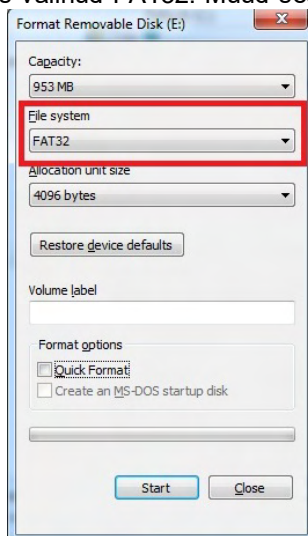 Format Removable Disk (E:)
Capacity:
953 MB
File system
FAT32
Allocation unit size
4096 bytes
Restore device defaults
Volume label
Format options
Quick Format
Create an MS-DOS startup disk
Start Close